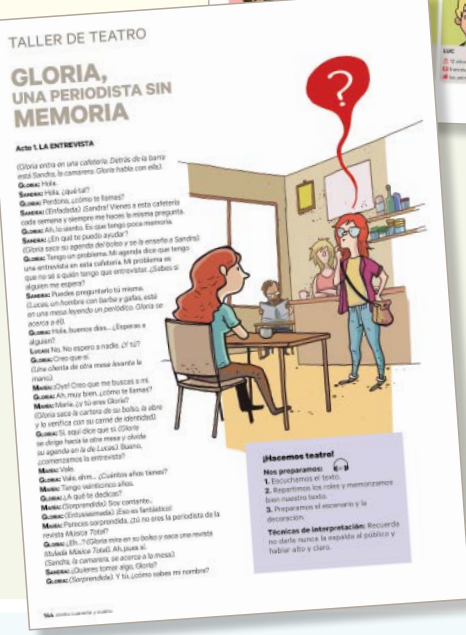 TALLER DE TEATRO
GLORIA,
UNA PERIODISTA SIN
MEMORIA
Acto 1. LA ENTREVISTA
(Gloria entra en una cafetería. Detrás de la barra
está Sandra, la camarera. Gloria habla con ella).
GLORIA: Hola.
SANDRA: Hola, ¿qué tal?
GLORIA: Perdona, ¿cómo te llamas?
SANDRA: (Enfadada). ¡Sandra! Vienes a esta cafetería
cada semana y siempre me haces la misma pregunta.
GLORIA: Ah, lo siento. Es que tengo poca memoria.
SANDRA: ¿En qué te puedo ayudar?
(Gloria saca su agenda del bolso y se la enseña a Sandra).
GLORIA: Tengo un problema. Mi agenda dice que tengo
una entrevista en esta cafetería. Mi problema es
que no sé a quién tengo que entrevistar. ¿Sabes si
alguien me espera?
SANDRA: Puedes preguntarlo tú misma.
(Lucas, un hombre con barba y gafas, está
en una mesa leyendo un periódico. Gloria se
acerca a él).
GLORIA: Hola, buenos días... ¿Esperas a
alguien?
LUCAS: No. No espero a nadie. ¿Y tú?
GLORIA: Creo que sí.
(Una clienta de otra mesa levanta la
mano).
MARÍA: ¡Oye! Creo que me buscas a mí.
GLORIA: Ah, muy bien, ¿cómo te llamas?
MARÍA: María, ¿y tú eres Gloria?
(Gloria saca la cartera de su bolso, la abre
y lo verifica con su carné de identidad).
GLORIA: Sí, aquí dice que sí. (Gloria
se dirige hacia la otra mesa y olvida
su agenda en la de Lucas). Bueno,
¿comenzamos la entrevista?
MARÍA: Vale.
GLORIA: Vale, ehm... ¿Cuántos años tienes?
MARÍA: Tengo veinticinco años.
GLORIA: ¿A qué te dedicas?
MARÍA: (Sorprendida). Soy cantante.
GLORIA: (Entusiasmada). ¡Eso es fantástico!
MARÍA: Pareces sorprendida, ¿tú no eres la periodista de la
revista Música Total?
GLORIA: ¿Eh...? (Gloria mira en su bolso y saca una revista
titulada Música Total). Ah, pues sí.
(Sandra, la camarera, se acerca a la mesa).
SANDRA: ¿Quieres tomar algo, Gloria?
GLORIA: (Sorprendida). Y tú, ¿cómo sabes mi nombre?
?
¡Hacemos teatro!
Nos preparamos:
1. Escuchamos el texto.
2. Repartimos los roles y memorizamos
bien nuestro texto.
3. Preparamos el escenario y la
decoración.
Técnicas de interpretación: Recuerda
no darle nunca la espalda al público y
hablar alto y claro.
144 ciento cuarenta y cuatro
LUC